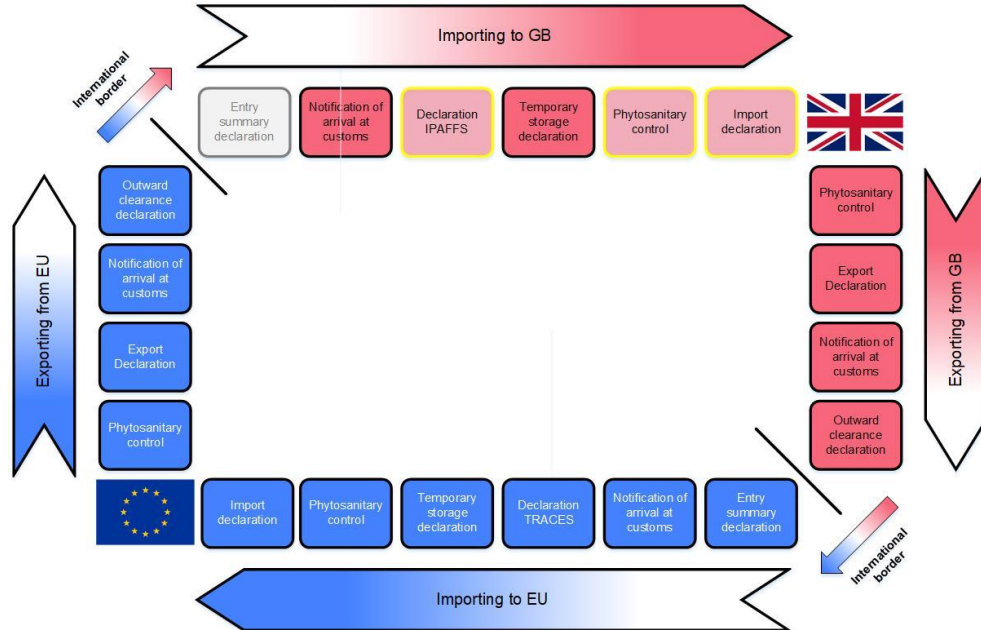 Importing to GB
International
border
Entry
summary
declaration
Notification of
arrival at
customs
Declaration
IPAFFS
Temporary
storage
declaration
Phytosanitary
control
Import
declaration
Outward
clearance
declaration
Notification of
arrival at
customs
Export
Declaration
Phytosanitary
control
Exporting from EU
Phytosanitary
control
Export
Declaration
Notification of
arrival at
customs
Outward
clearance
declaration
Exporting from GB
Import
declaration
Phytosanitary
control
Temporary
storage
declaration
Declaration
TRACES
Notification of
arrival at
customs
Entry
summary
declaration
International
border
Importing to EU